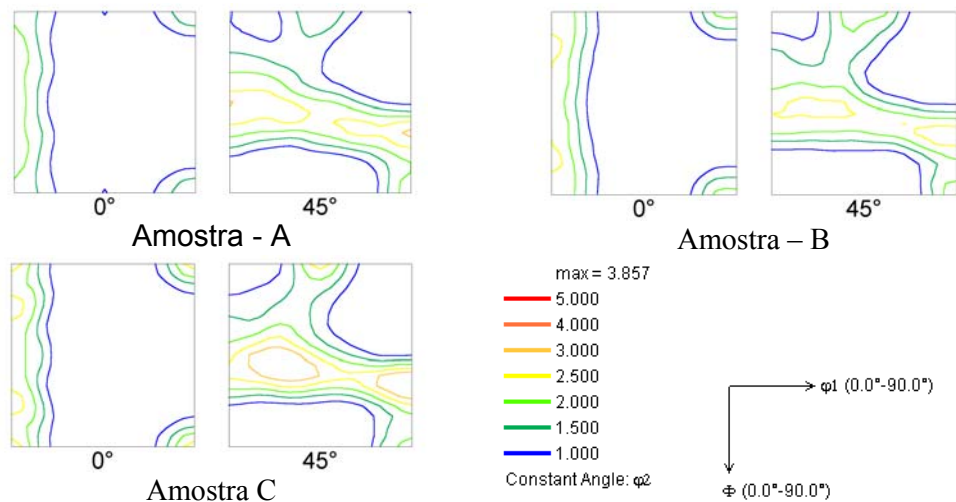 0°
45°
Amostra - A
0°
45°
Amostra – B
0°
45°
Amostra C
max = 3.857
5.000
4.000
3.000
2.500
2.000
1.500
1.000
Constant Angle: φ2
φ1 (0.0°-90.0°)
Φ (0.0°-90.0°)